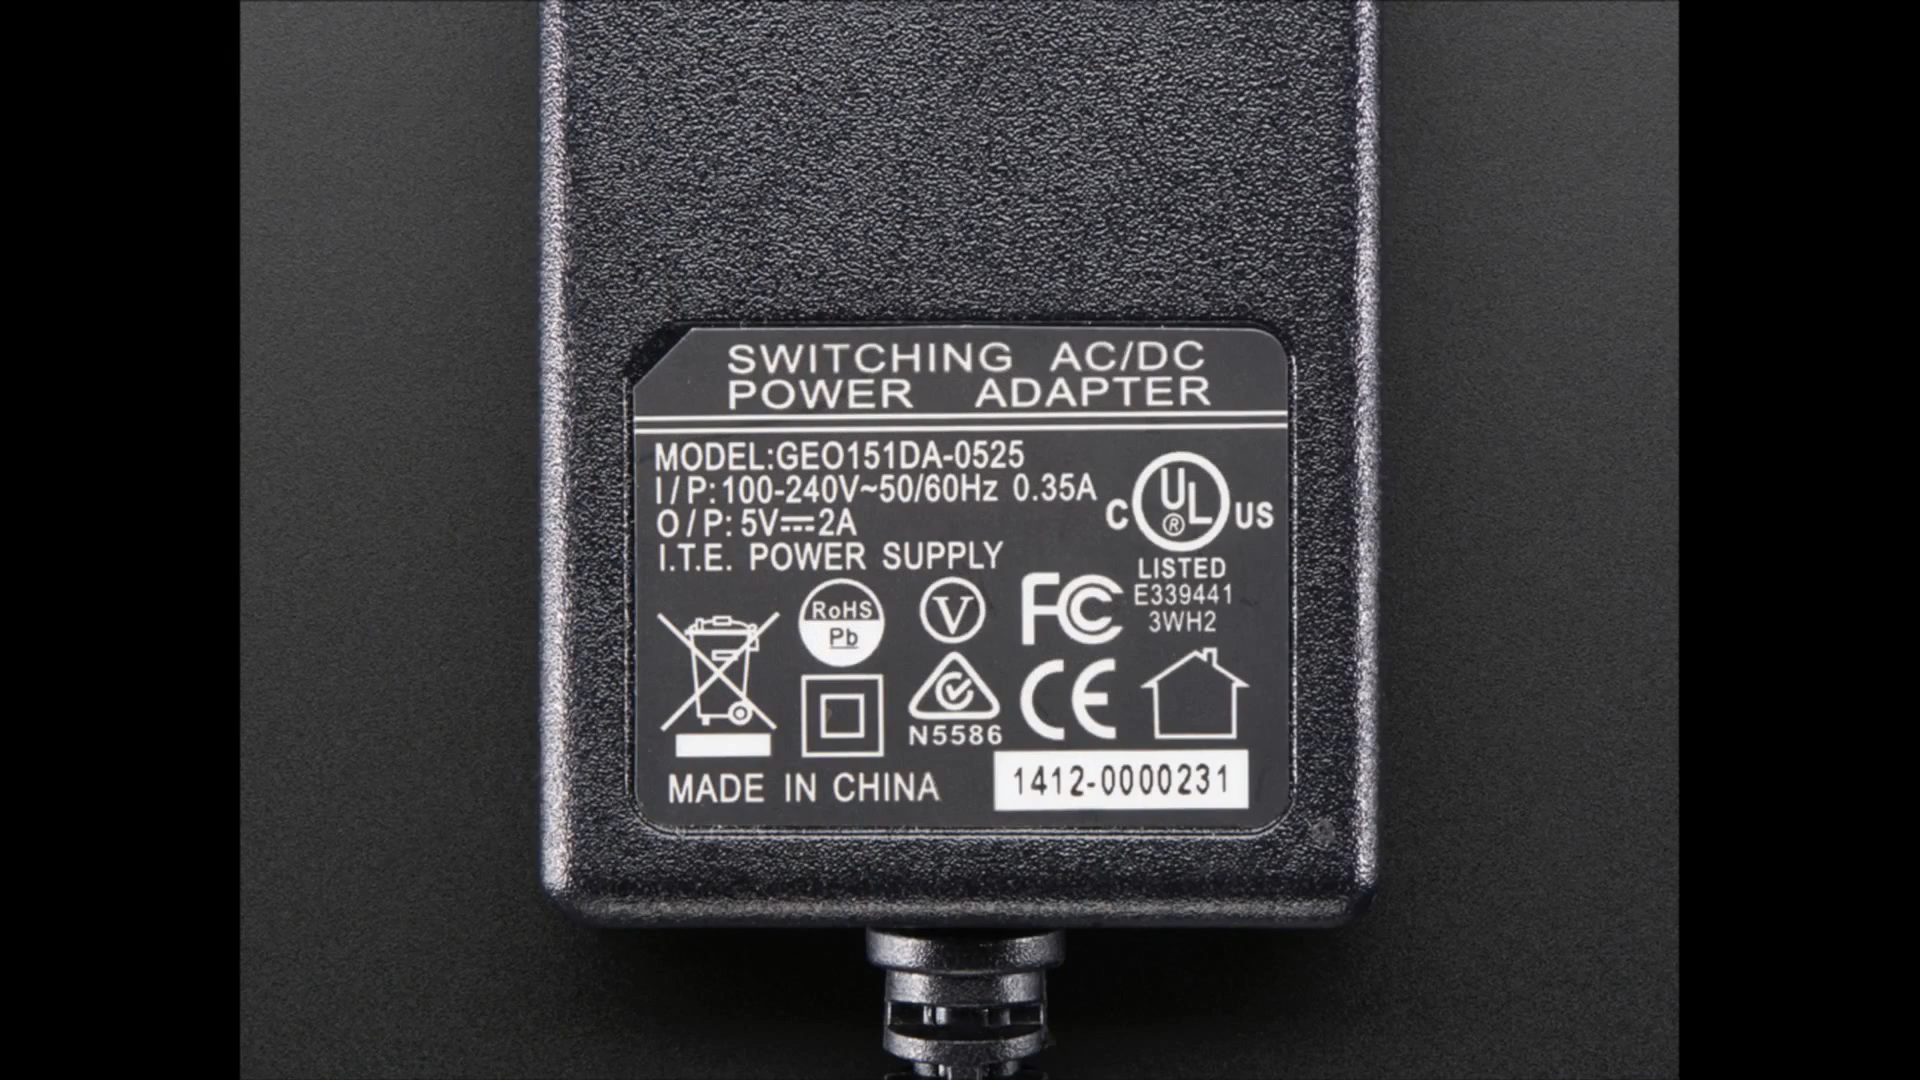 SWITCHING AC/DC
POWER ADAPTER
MODEL:GEO151DA-0525
I/P:100-240V~50/60Hz 0.35A
O/P: 5V⎓2A
I.T.E. POWER SUPPLY
C UL ® US
LISTED
E339441
3WH2
RoHS
Pb
V
FC
CE
N5586
MADE IN CHINA
1412-0000231